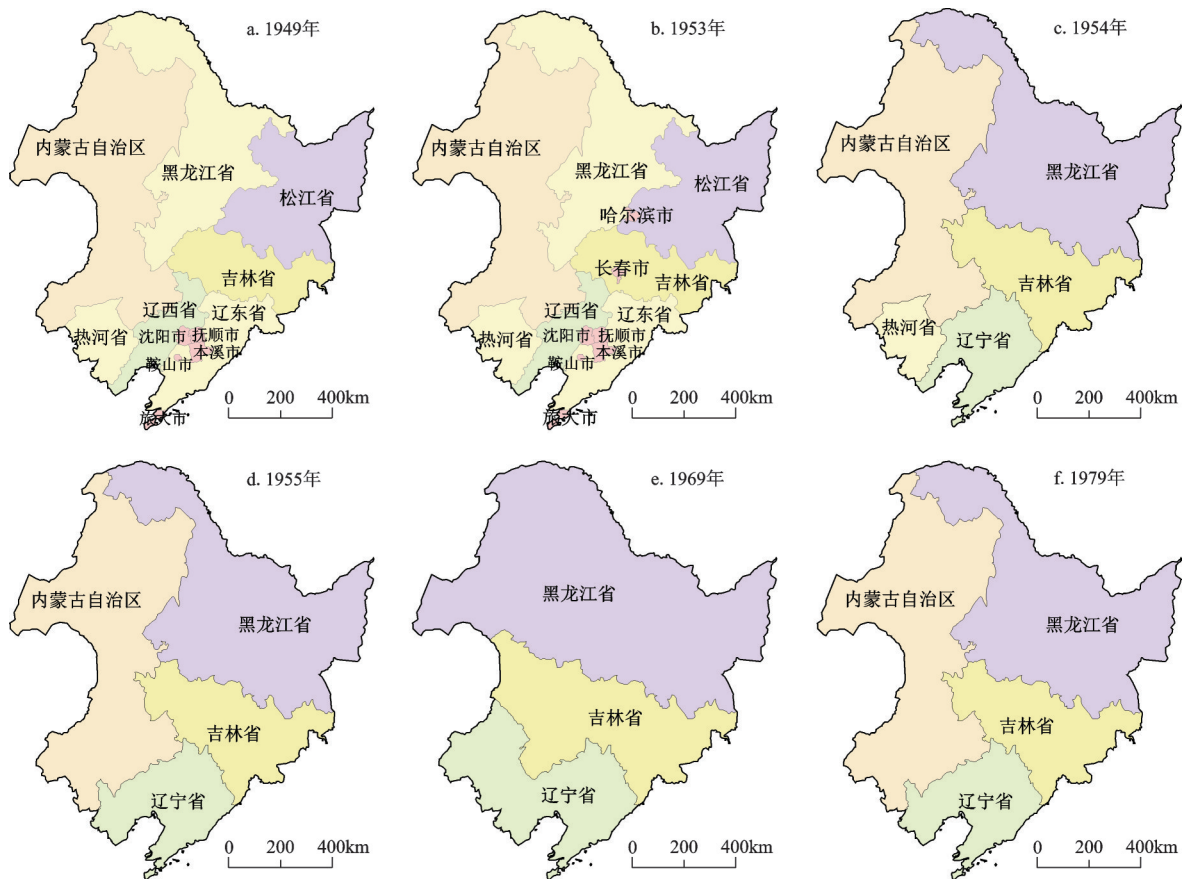 a. 1949年
内蒙古自治区
黑龙江省
松江省
吉林省
辽西省
辽东省
热河省
沈阳市
抚顺市
本溪市
鞍山市
旅大市
0 200 400km
b. 1953年
内蒙古自治区
黑龙江省
松江省
哈尔滨市
长春市
吉林省
辽西省
辽东省
热河省
沈阳市
抚顺市
本溪市
鞍山市
旅大市
0 200 400km
c. 1954年
内蒙古自治区
黑龙江省
吉林省
热河省
辽宁省
0 200 400km
d. 1955年
内蒙古自治区
黑龙江省
吉林省
辽宁省
0 200 400km
e. 1969年
黑龙江省
吉林省
辽宁省
0 200 400km
f. 1979年
内蒙古自治区
黑龙江省
吉林省
辽宁省
0 200 400km